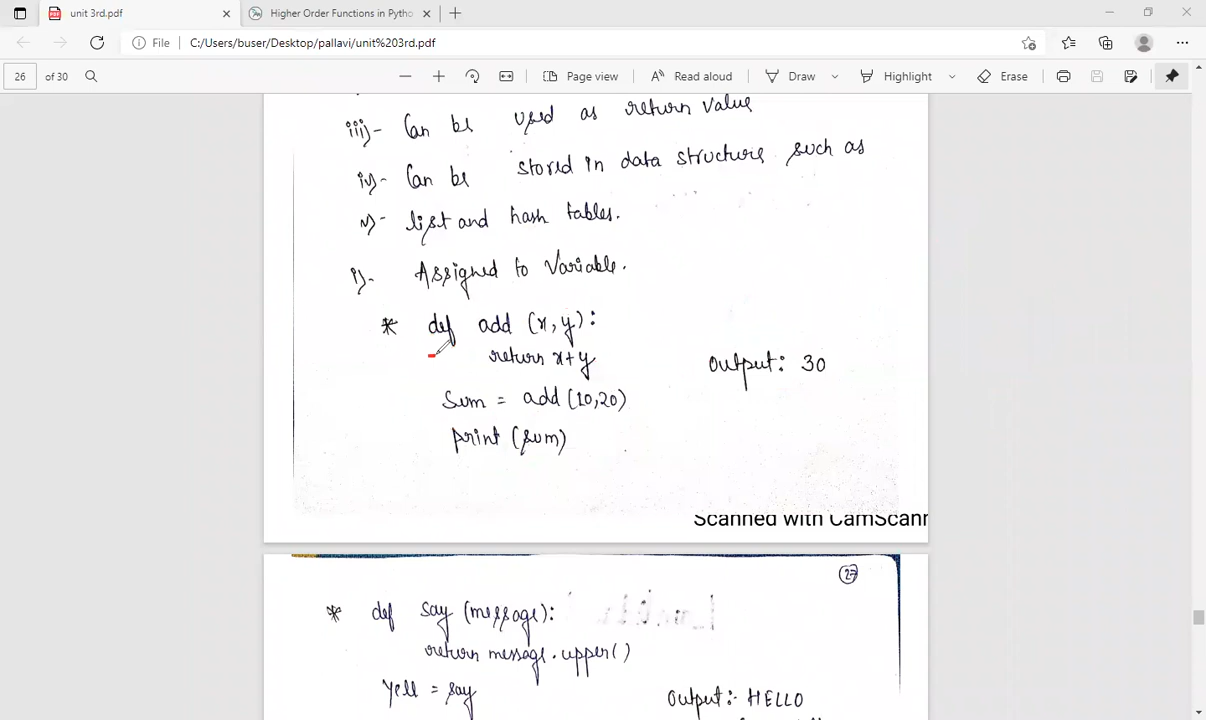 unit 3rd.pdf
Higher Order Functions in Pytho
File C:/Users/buser/Desktop/pallavi/unit%203rd.pdf
26 of 30 Page view Read aloud Draw Highlight Erase
iii)- Can be used as return value
iv)- Can be stored in data structure such as
v)- list and hash tables.
i)- Assigned to Variable.
* def add (x,y):
return x+y
Output: 30
Sum = add (10,20)
print (sum)
Scanned with CamScann
27
* def say (message):
return message.upper()
Yell = say
Output:- HELLO